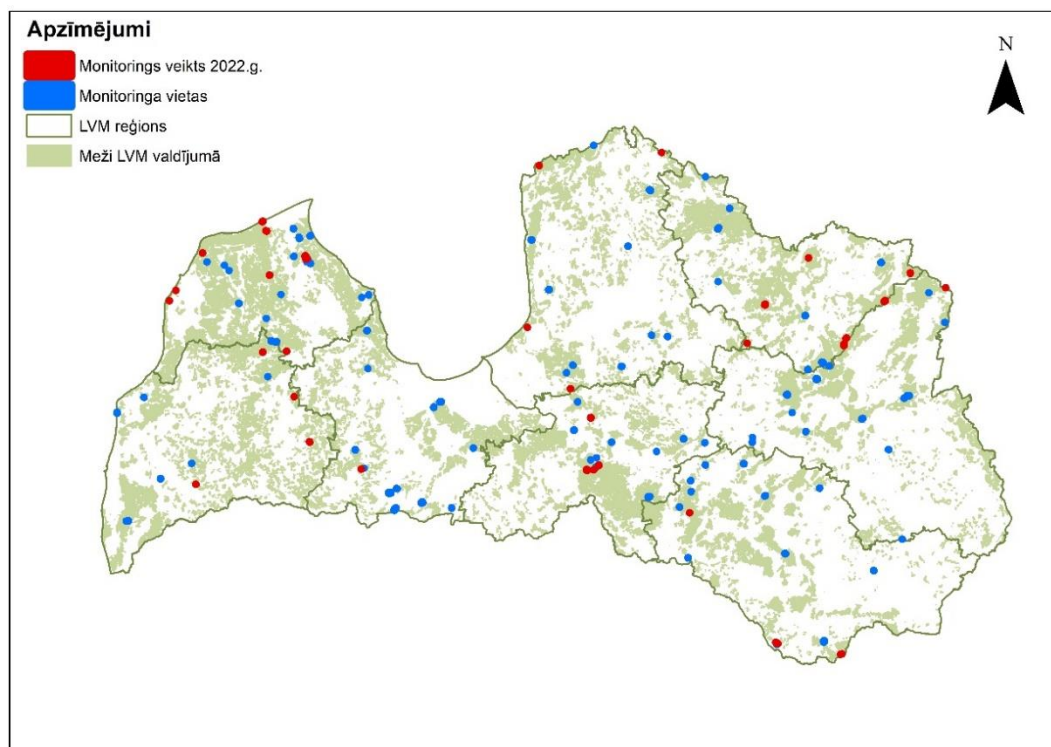 Apzīmējumi
Monitorings veikts 2022.g.
Monitoringa vietas
LVM reģions
Meži LVM valdījumā
N